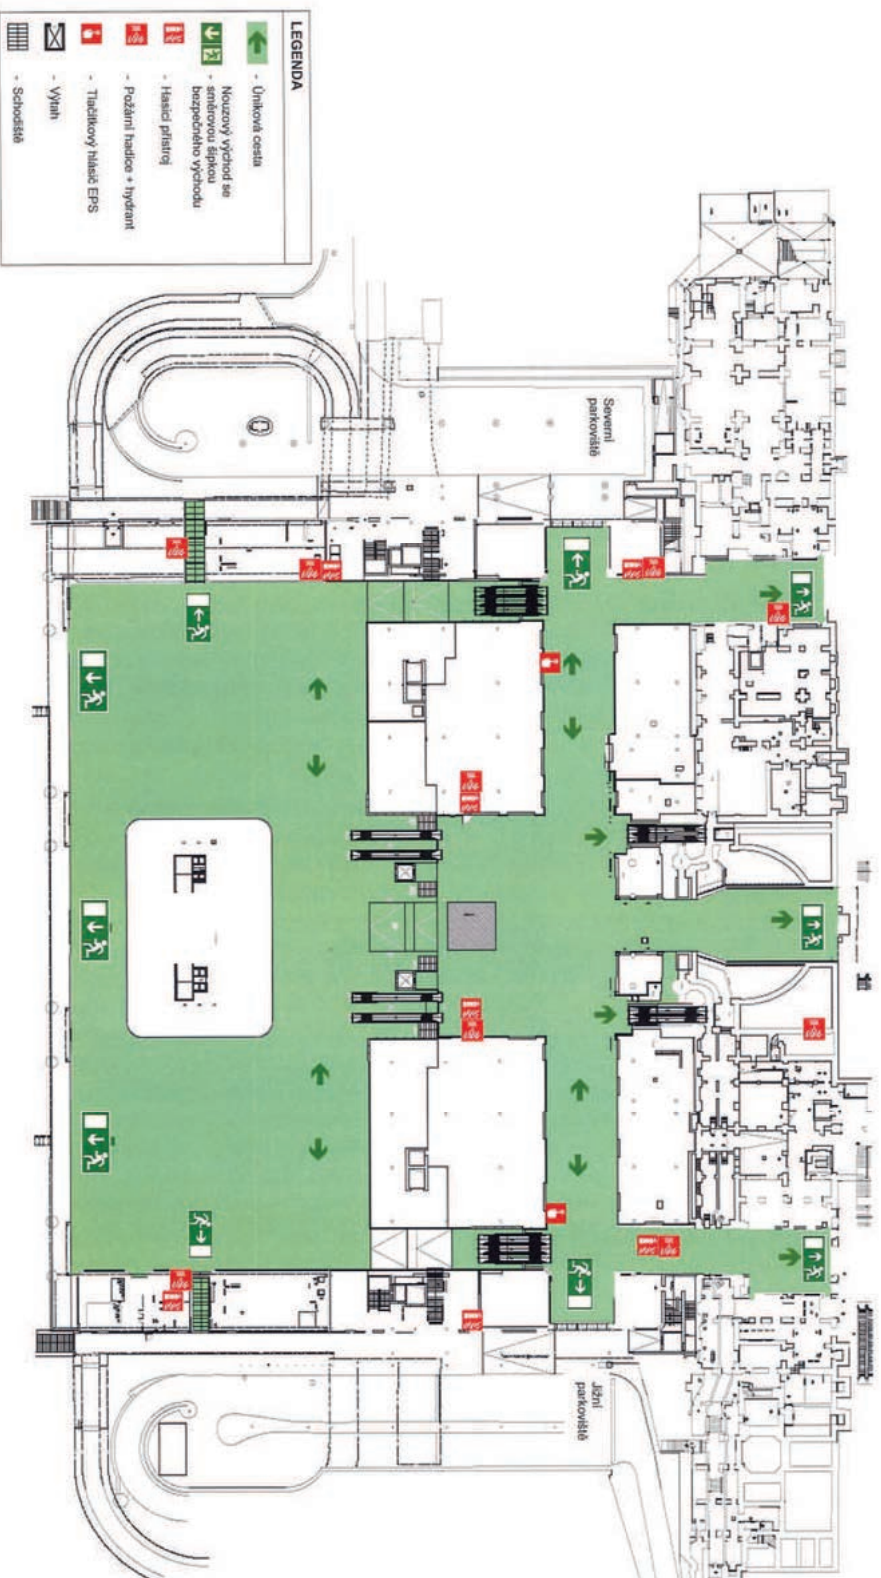 LEGENDA
- Úniková cesta
Nouzový východ se
- směrovou šipkou
bezpečného východu
- Hasicí přístroj
- Požární hadice + hydrant
- Tlačítkový hlásič EPS
- Výtah
- Schodiště
Severní
parkoviště
Jižní
parkoviště